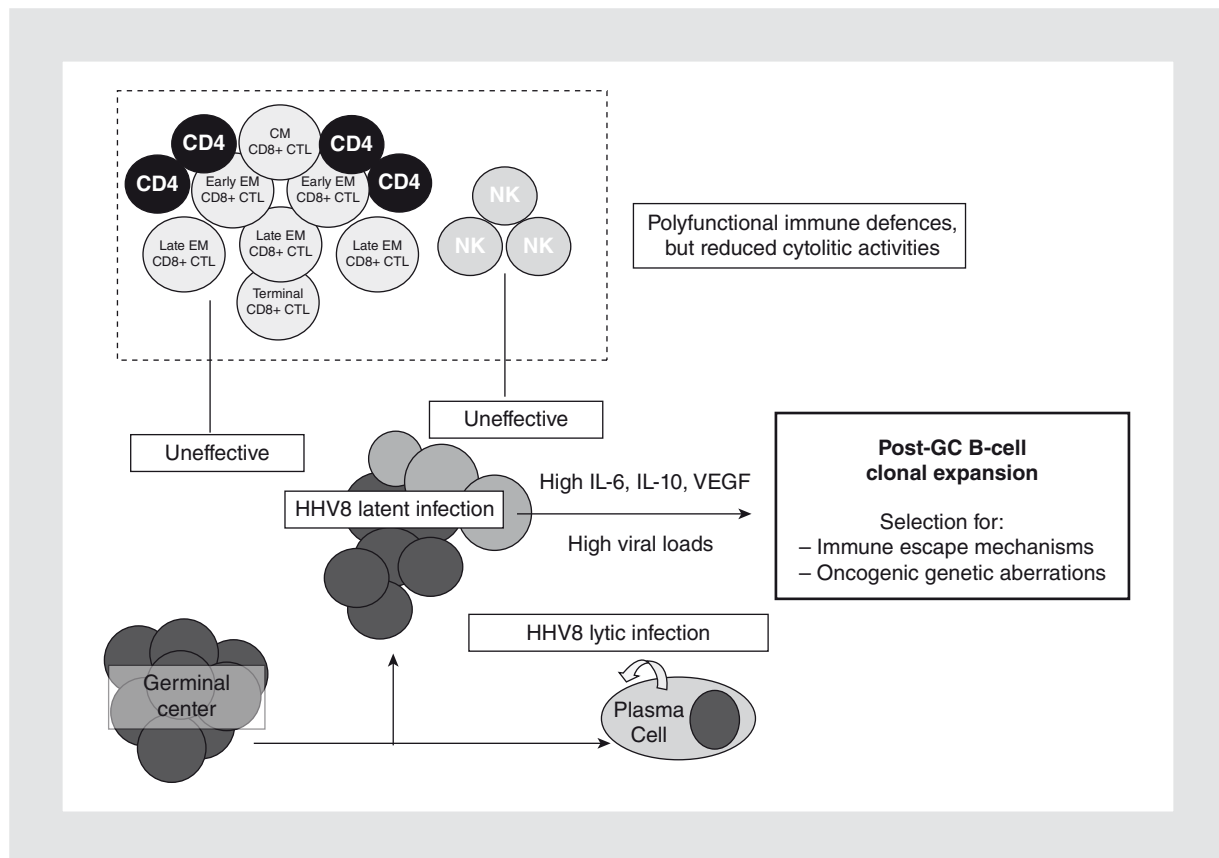 CD4
CD4
CM
CD8+ CTL
CD4
CD4
Early EM
CD8+ CTL
Early EM
CD8+ CTL
Late EM
CD8+ CTL
Late EM
CD8+ CTL
Late EM
CD8+ CTL
Terminal
CD8+ CTL
NK
NK
NK
Polyfunctional immune defences,
but reduced cytolitic activities
Uneffective
Uneffective
HHV8 latent infection
High IL-6, IL-10, VEGF
High viral loads
Post-GC B-cell
clonal expansion
Selection for:
– Immune escape mechanisms
– Oncogenic genetic aberrations
HHV8 lytic infection
Germinal
center
Plasma
Cell